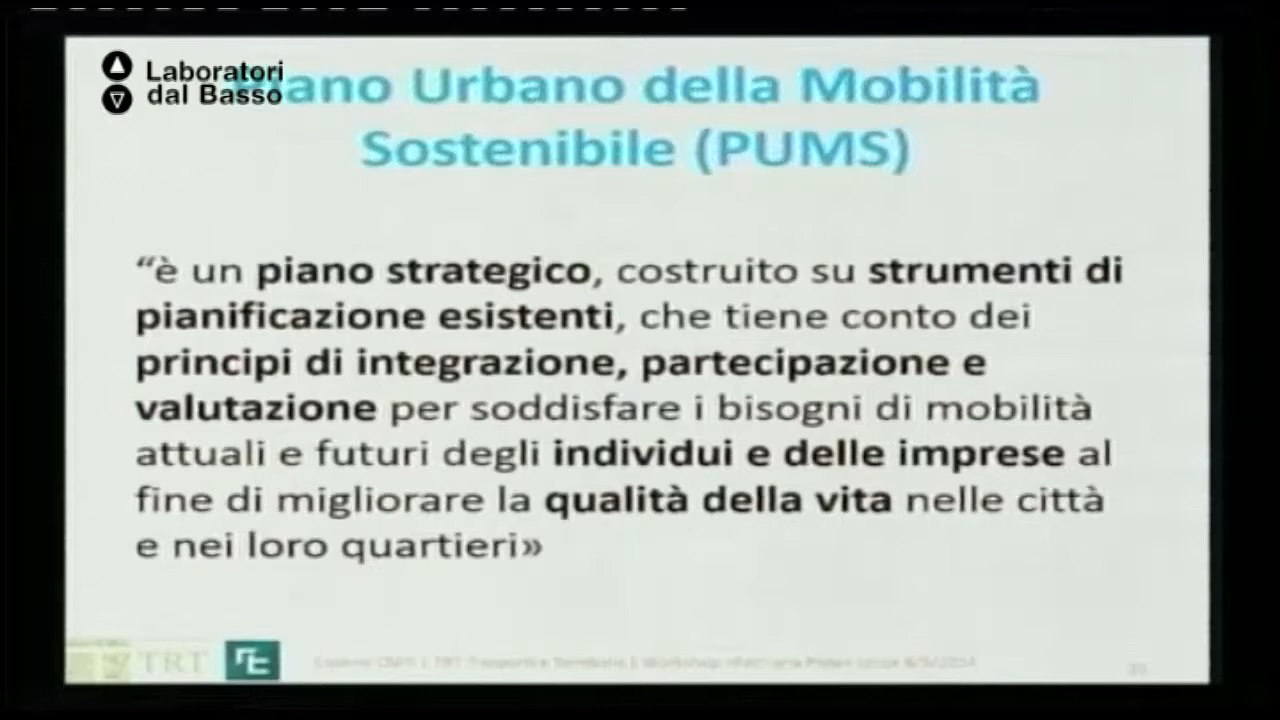 Laboratori
dal Basso
Piano Urbano della Mobilità
Sostenibile (PUMS)
“è un piano strategico, costruito su strumenti di
pianificazione esistenti, che tiene conto dei
principi di integrazione, partecipazione e
valutazione per soddisfare i bisogni di mobilità
attuali e futuri degli individui e delle imprese al
fine di migliorare la qualità della vita nelle città
e nei loro quartieri»
TRT